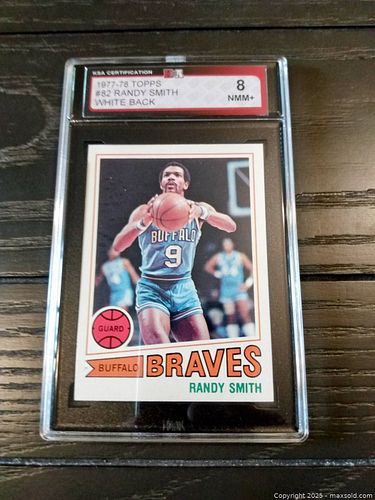 KSA CERTIFICATION
1977-78 TOPPS
#82 RANDY SMITH
WHITE BACK
8
NMM+
BUFFALO
9
GUARD
BUFFALO BRAVES
RANDY SMITH
Copyright 2025 - maxsold.com